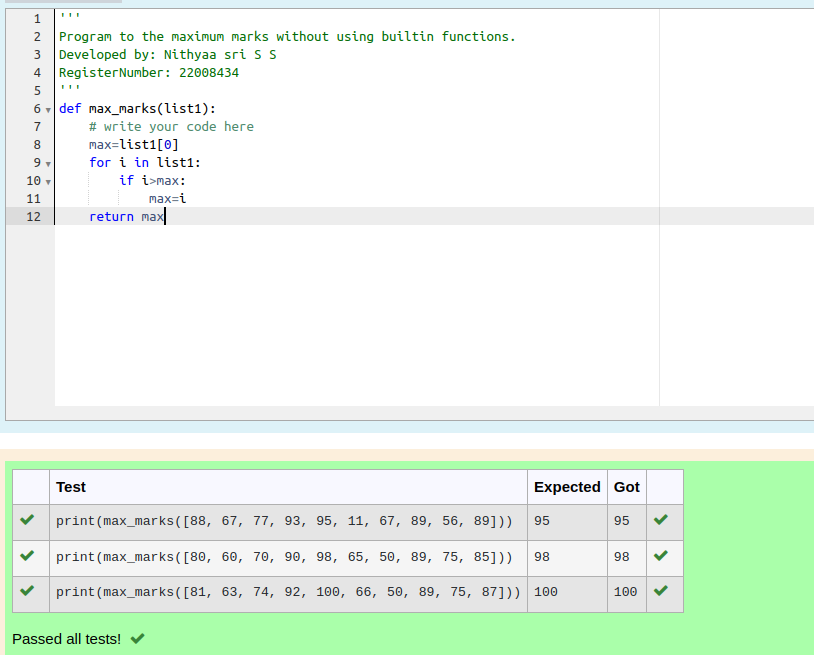 1 '''
2 Program to the maximum marks without using builtin functions.
3 Developed by: Nithyaa sri S S
4 RegisterNumber: 22008434
5 '''
6 def max_marks(list1):
7     # write your code here
8     max=list1[0]
9     for i in list1:
10         if i>max:
11             max=i
12     return max
Test Expected Got
print(max_marks([88, 67, 77, 93, 95, 11, 67, 89, 56, 89])) 95 95
print(max_marks([80, 60, 70, 90, 98, 65, 50, 89, 75, 85])) 98 98
print(max_marks([81, 63, 74, 92, 100, 66, 50, 89, 75, 87])) 100 100
Passed all tests!